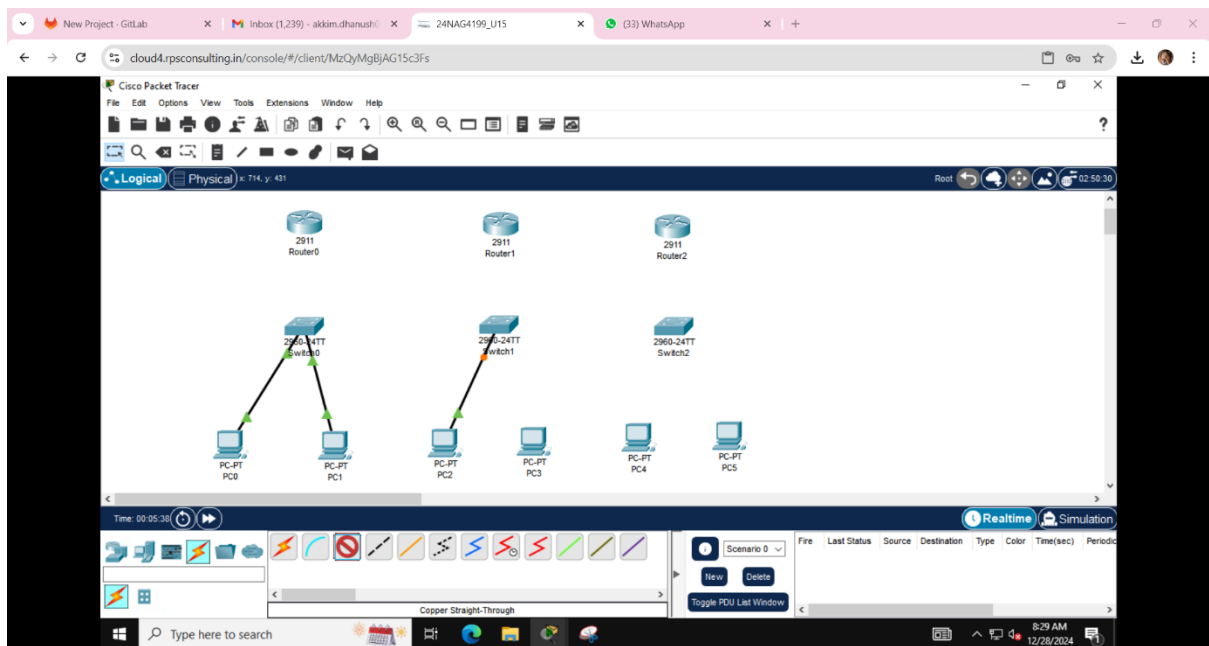 New Project · GitLab
Inbox (1,239) - akkim.dhanush
24NAG4199_U15
(33) WhatsApp
cloud4.rpsconsulting.in/console/#/client/MzQyMgBjAG15c3Fs
Cisco Packet Tracer
File Edit Options View Tools Extensions Window Help
?
Logical Physical x: 714, y: 431
Root 02:50:30
2911
Router0
2911
Router1
2911
Router2
2960-24TT
Switch0
2960-24TT
Switch1
2960-24TT
Switch2
PC-PT
PC0
PC-PT
PC1
PC-PT
PC2
PC-PT
PC3
PC-PT
PC4
PC-PT
PC5
Time: 00:05:38
Realtime Simulation
Scenario 0
New Delete
Toggle PDU List Window
Fire Last Status Source Destination Type Color Time(sec) Periodic
Copper Straight-Through
Type here to search
8:29 AM
12/28/2024